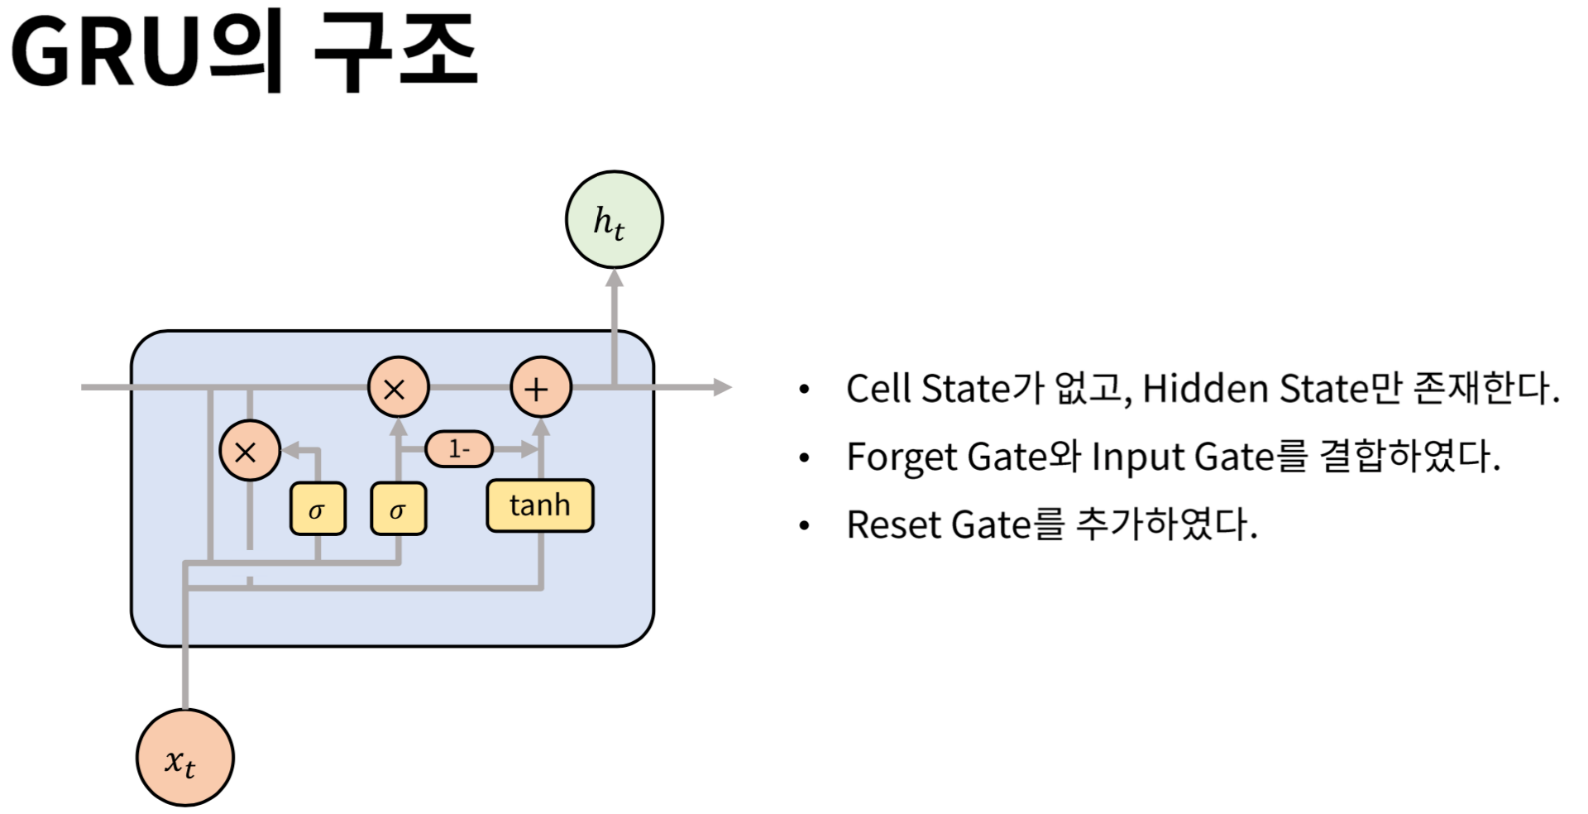 GRU의 구조
h_t
× +
× 1-
σ σ tanh
x_t
• Cell State가 없고, Hidden State만 존재한다.
• Forget Gate와 Input Gate를 결합하였다.
• Reset Gate를 추가하였다.